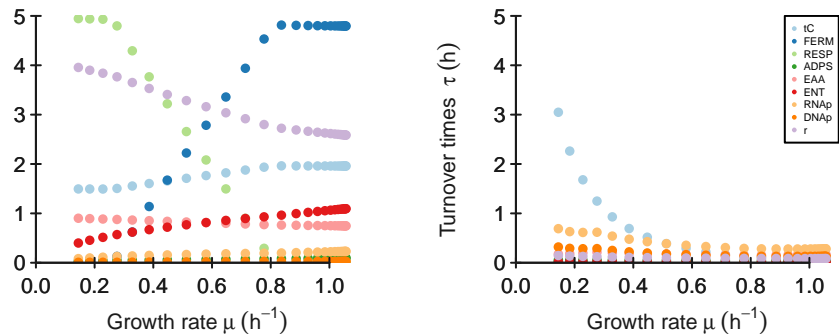 5
4
3
2
1
0
0.0 0.2 0.4 0.6 0.8 1.0
Growth rate μ (h⁻¹)
Turnover times τ (h)
5
4
3
2
1
0
0.0 0.2 0.4 0.6 0.8 1.0
Growth rate μ (h⁻¹)
tC
FERM
RESP
ADPS
EAA
ENT
RNAp
DNAp
r